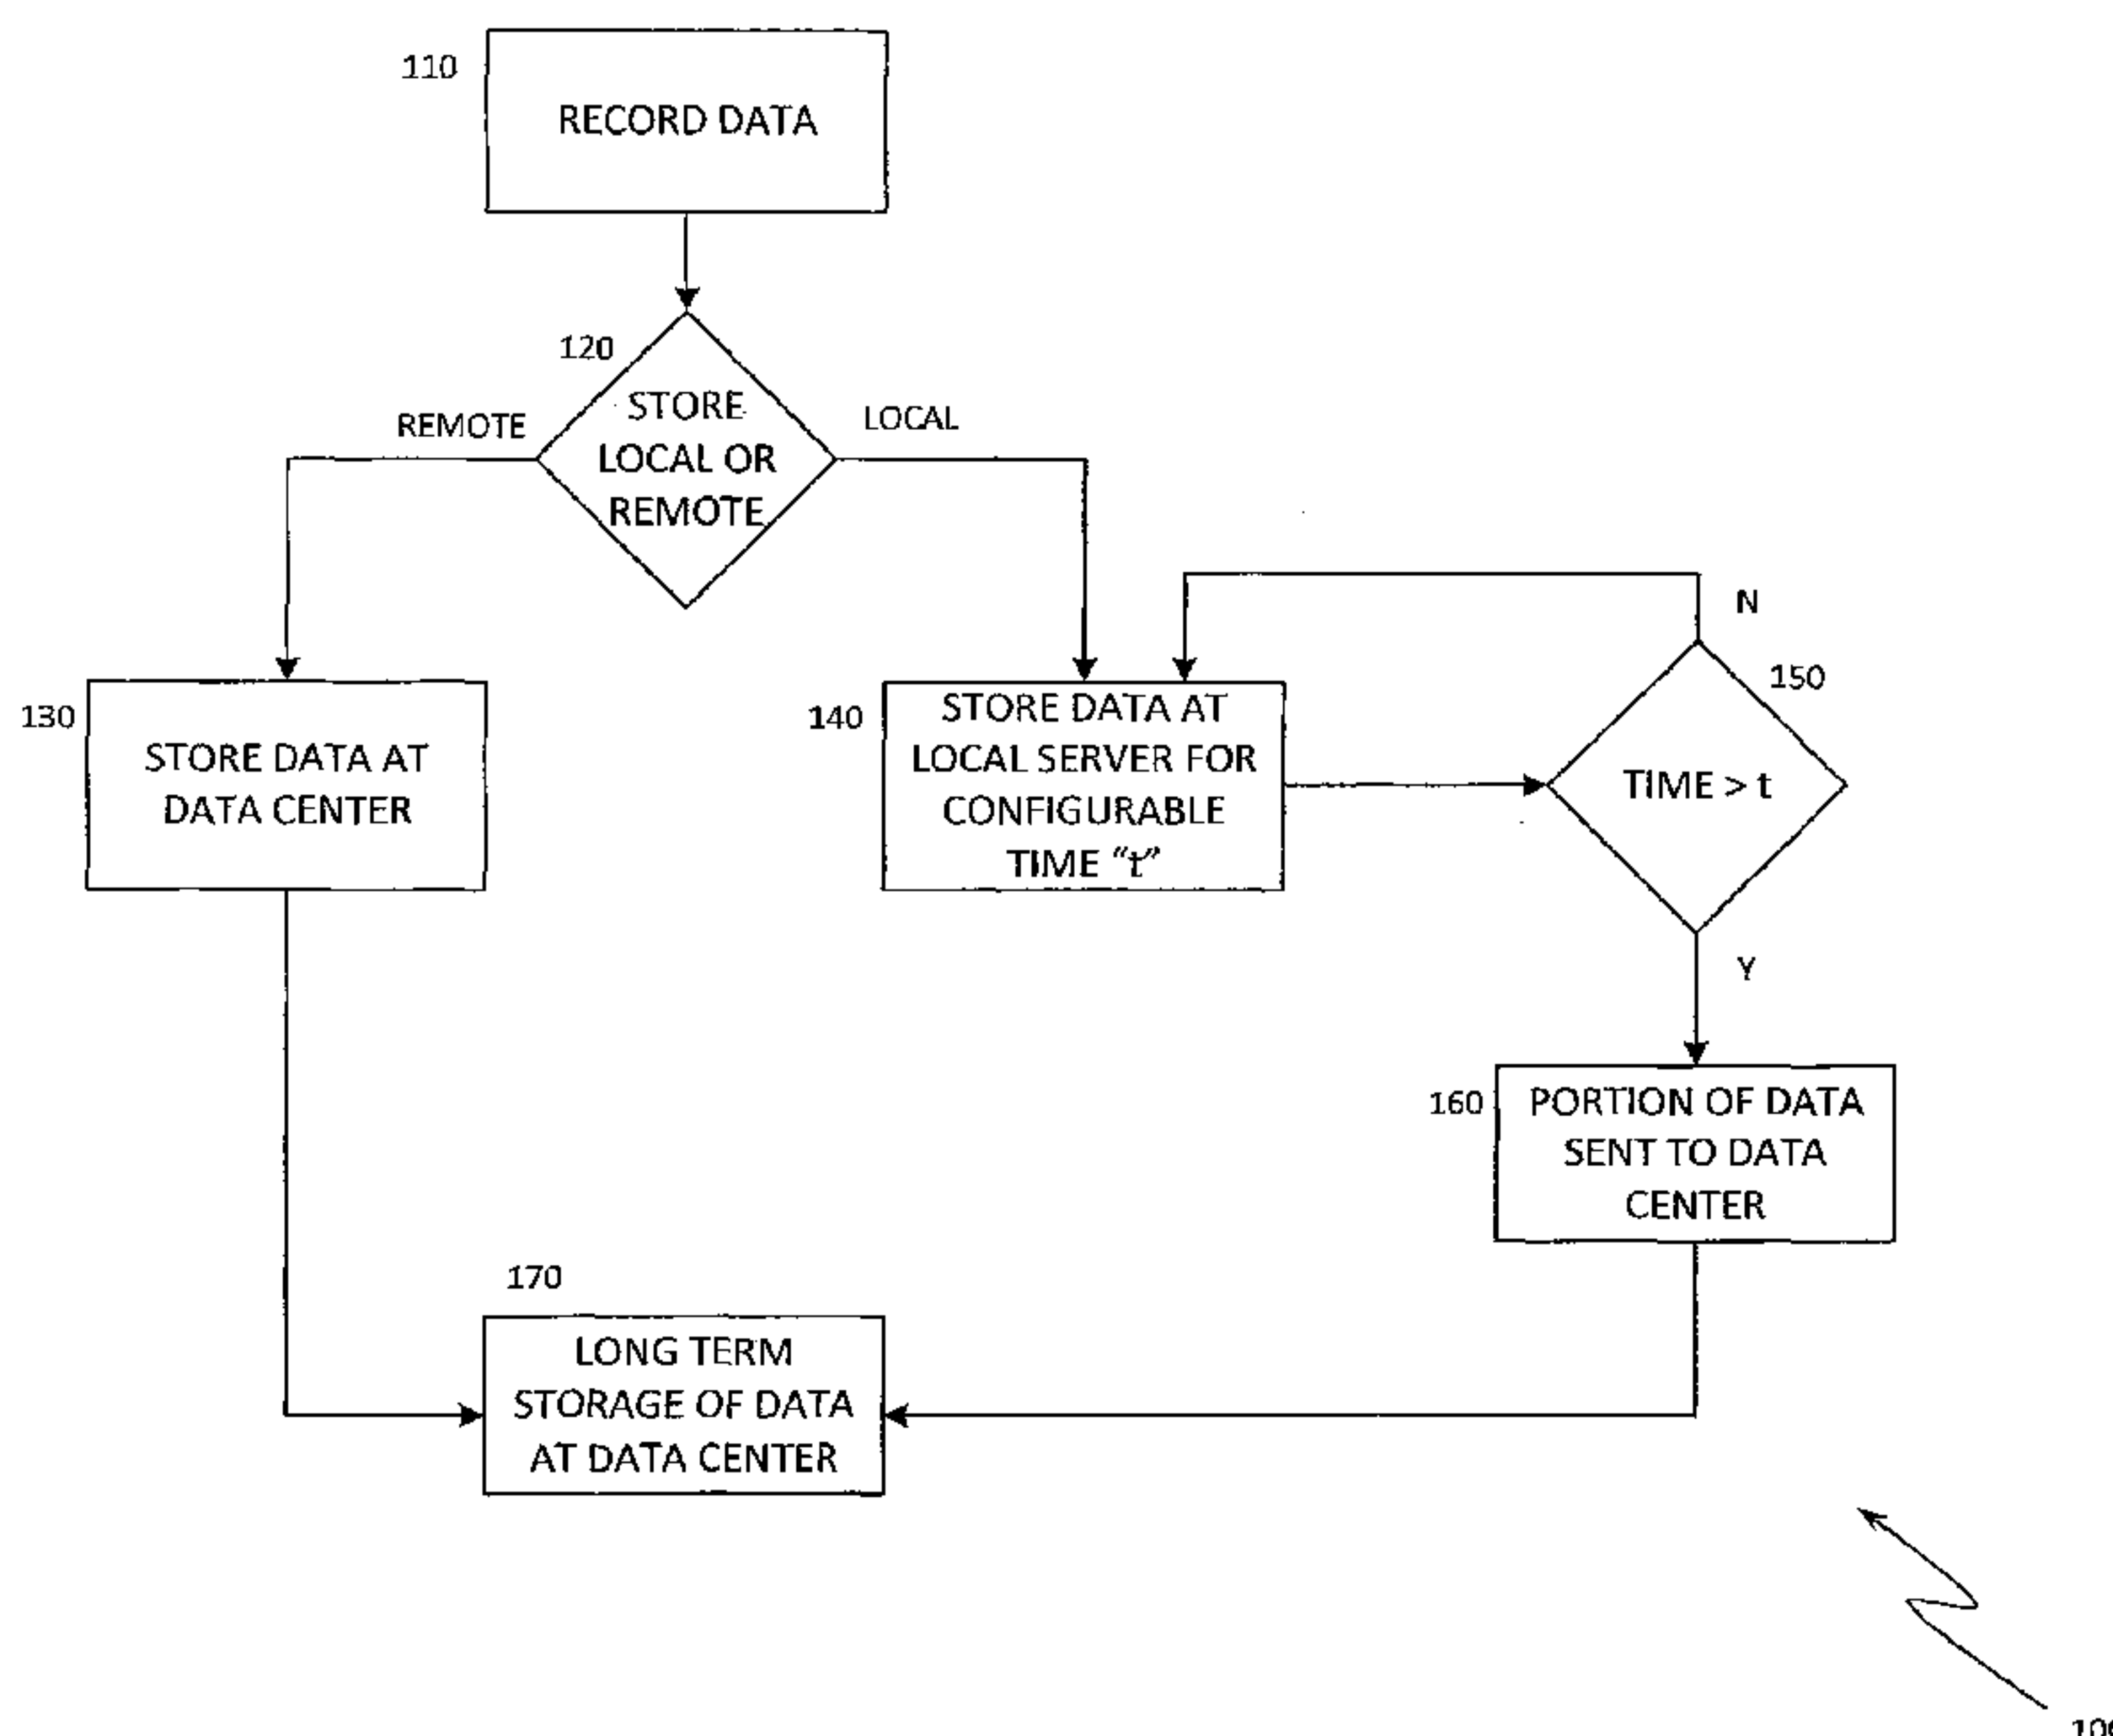 110
RECORD DATA
120
STORE
LOCAL OR
REMOTE
REMOTE
LOCAL
N
150
TIME > t
Y
130
STORE DATA AT
DATA CENTER
140
STORE DATA AT
LOCAL SERVER FOR
CONFIGURABLE
TIME “t”
160
PORTION OF DATA
SENT TO DATA
CENTER
170
LONG TERM
STORAGE OF DATA
AT DATA CENTER